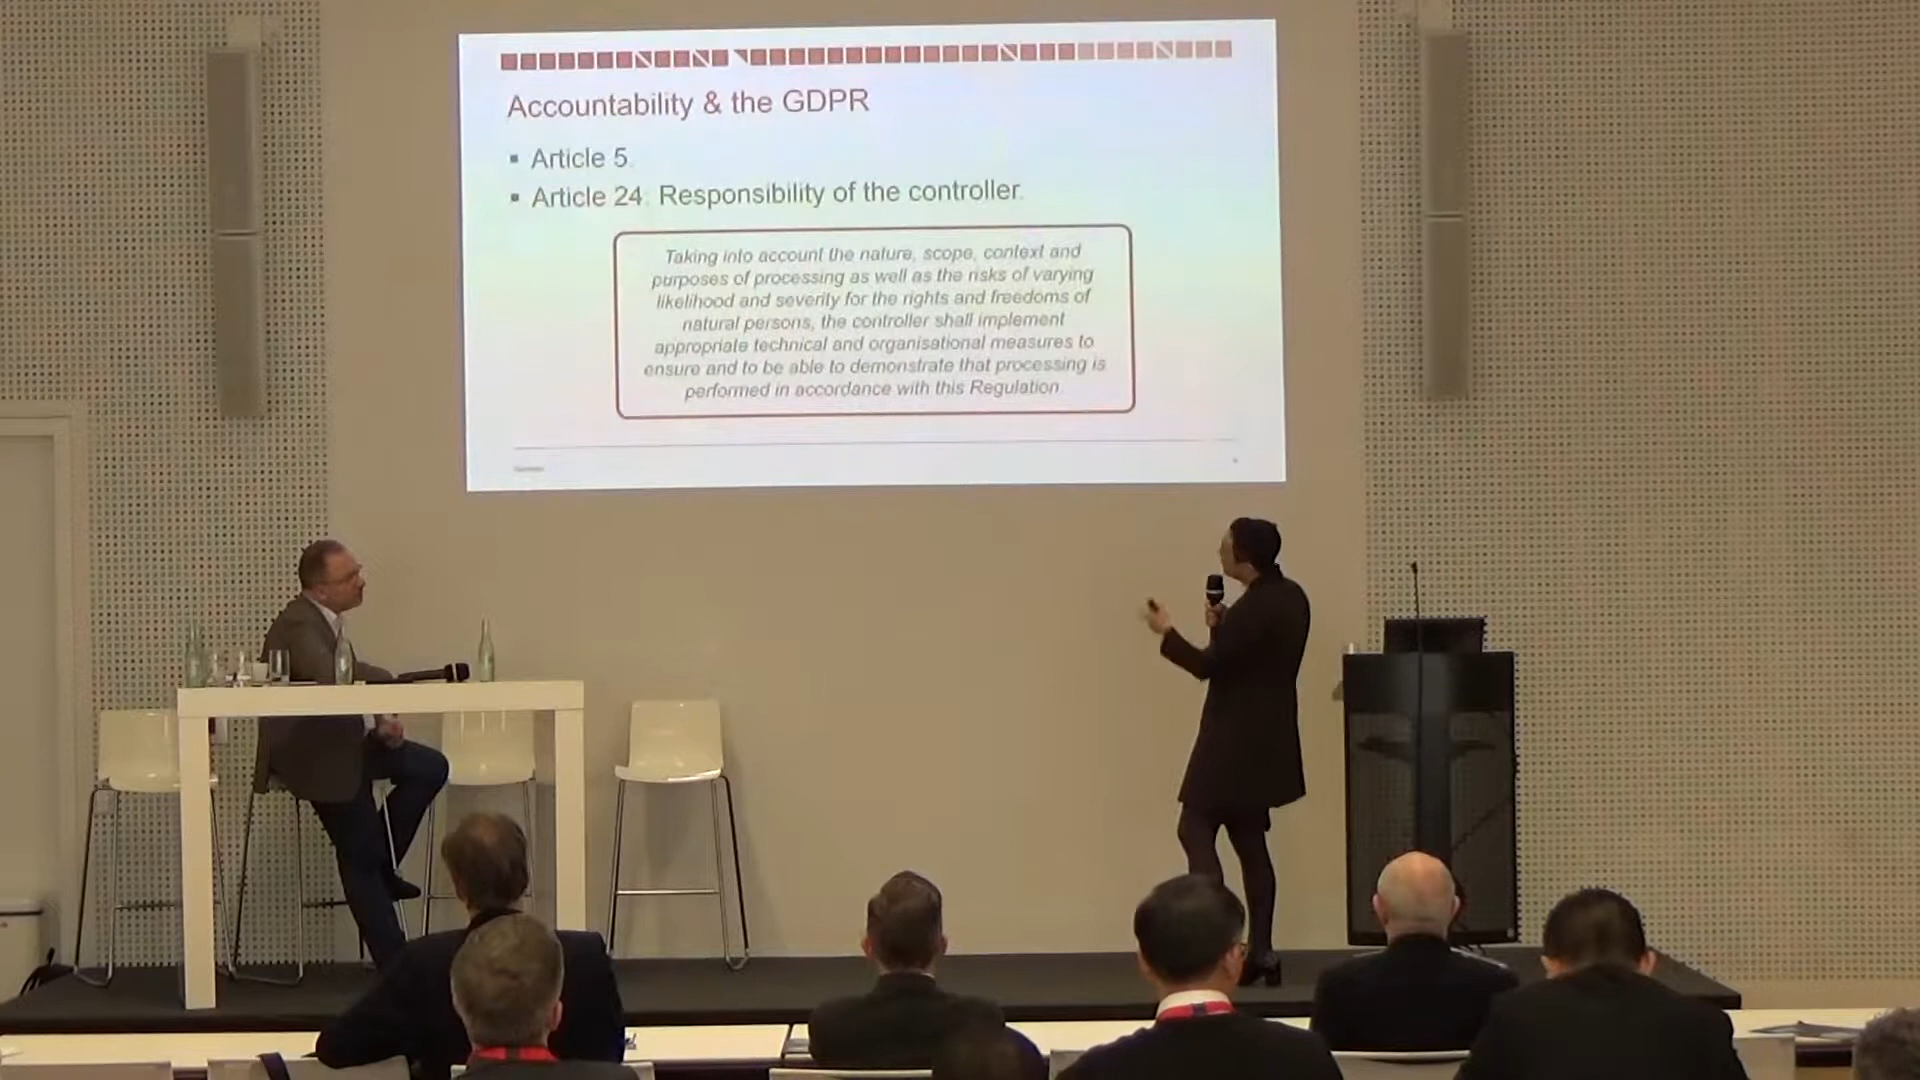 Accountability & the GDPR
▪ Article 5.
▪ Article 24. Responsibility of the controller.
Taking into account the nature, scope, context and
purposes of processing as well as the risks of varying
likelihood and severity for the rights and freedoms of
natural persons, the controller shall implement
appropriate technical and organisational measures to
ensure and to be able to demonstrate that processing is
performed in accordance with this Regulation.